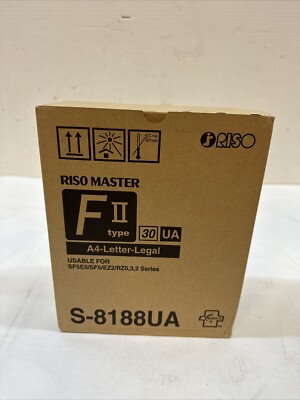 RISO
RISO MASTER
F II type 30 UA
A4-Letter-Legal
USABLE FOR
SF5EII/SF5/EZ2/RZ5,3,2 Series
S-8188UA